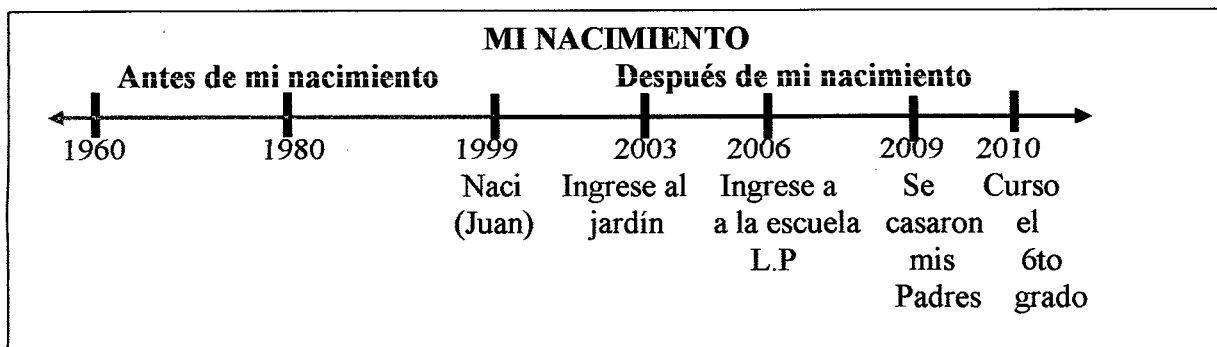 MI NACIMIENTO
Antes de mi nacimiento Después de mi nacimiento
1960 1980 1999 2003 2006 2009 2010
Naci Ingrese al Ingrese a Se Curso
(Juan) jardín a la escuela casaron el
L.P mis 6to
Padres grado